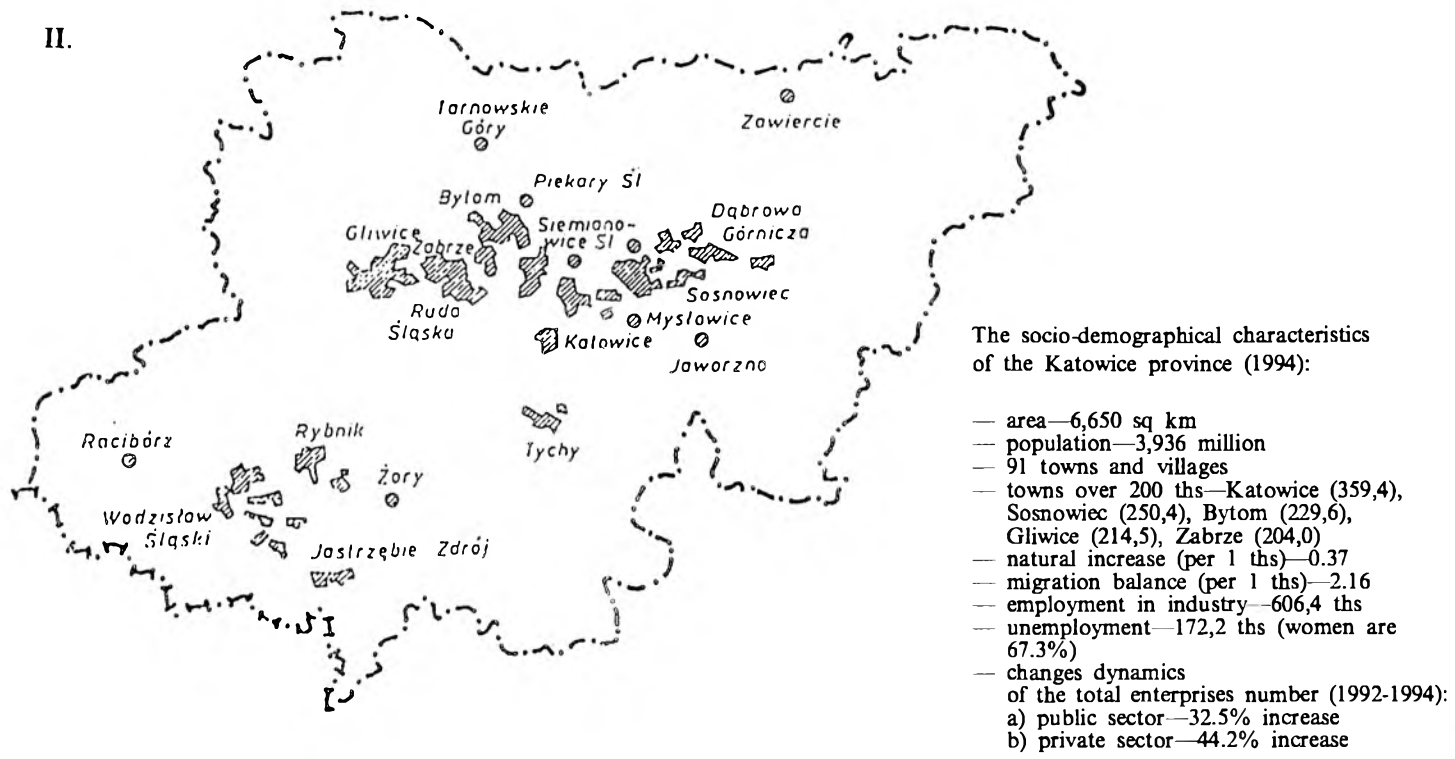 II.
Tarnowskie
Góry
Zawiercie
Piekary Śl
Bytom
Dąbrowa
Górnicza
Siemiano-
wice Śl
Gliwice
Zabrze
Sosnowiec
Ruda
Śląska
Mysłowice
Katowice
Jaworzno
Racibórz
Rybnik
Tychy
Żory
Wodzisław
Śląski
Jastrzębie Zdrój
The socio-demographical characteristics
of the Katowice province (1994):
— area—6,650 sq km
— population—3,936 million
— 91 towns and villages
— towns over 200 ths—Katowice (359,4),
Sosnowiec (250,4), Bytom (229,6),
Gliwice (214,5), Zabrze (204,0)
— natural increase (per 1 ths)—0.37
— migration balance (per 1 ths)—2.16
— employment in industry—606,4 ths
— unemployment—172,2 ths (women are
67.3%)
— changes dynamics
of the total enterprises number (1992-1994):
a) public sector—32.5% increase
b) private sector—44.2% increase